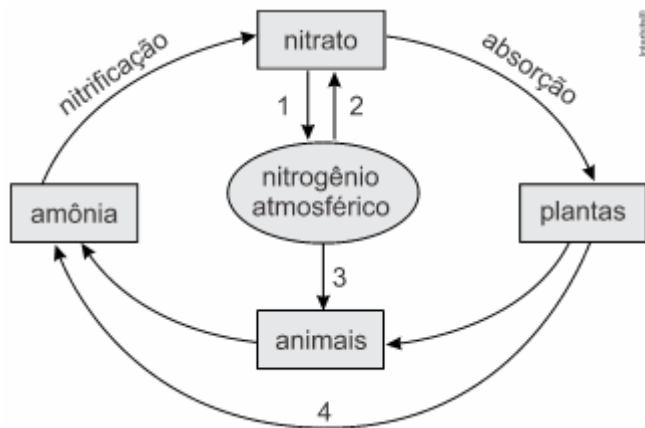 nitrato
nitrificação
absorção
1
2
nitrogênio
atmosférico
amônia
plantas
3
animais
4